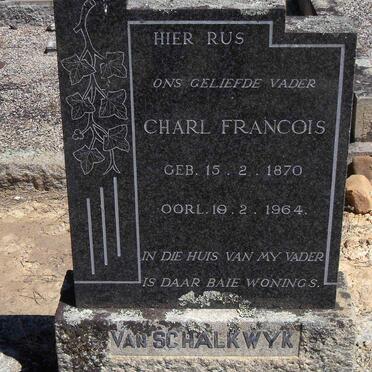 HIER RUS
ONS GELIEFDE VADER
CHARL FRANCOIS
GEB. 15 . 2 . 1870
OORL. 10 . 2 . 1964.
IN DIE HUIS VAN MY VADER
IS DAAR BAIE WONINGS.
VAN SCHALKWYK